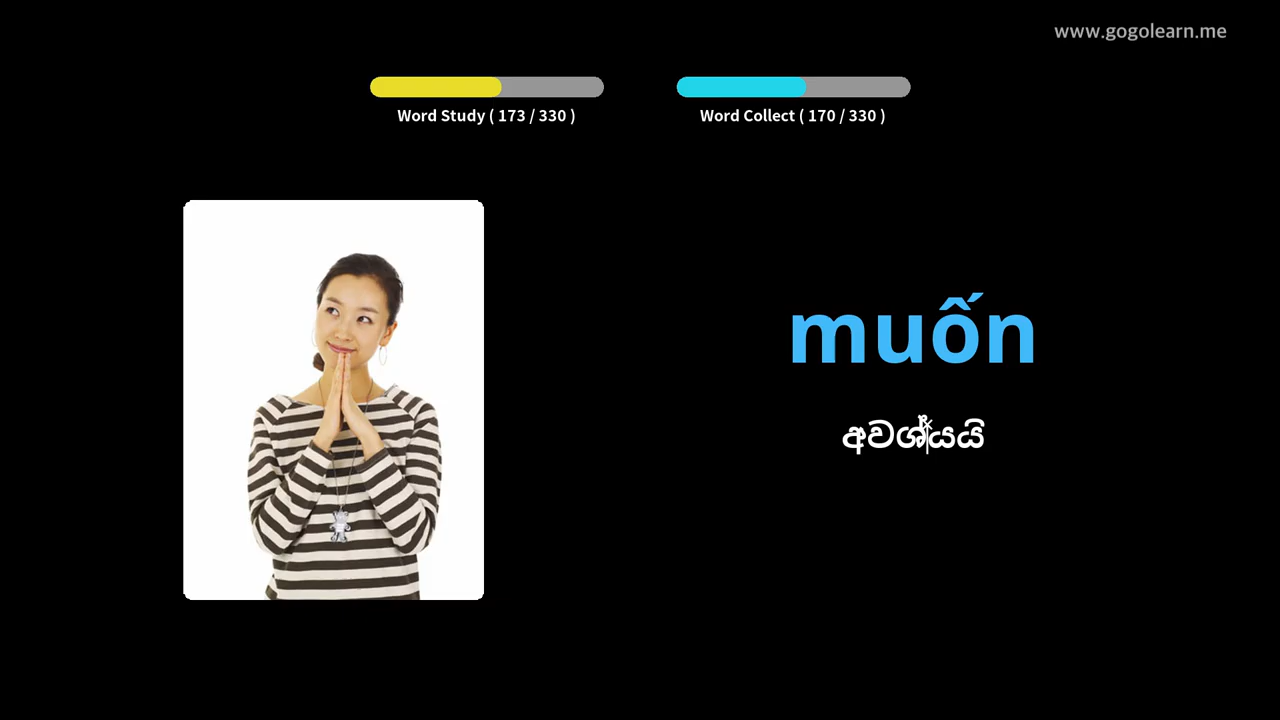 www.gogolearn.me
Word Study ( 173 / 330 )
Word Collect ( 170 / 330 )
muốn
අවශ්‍යයි